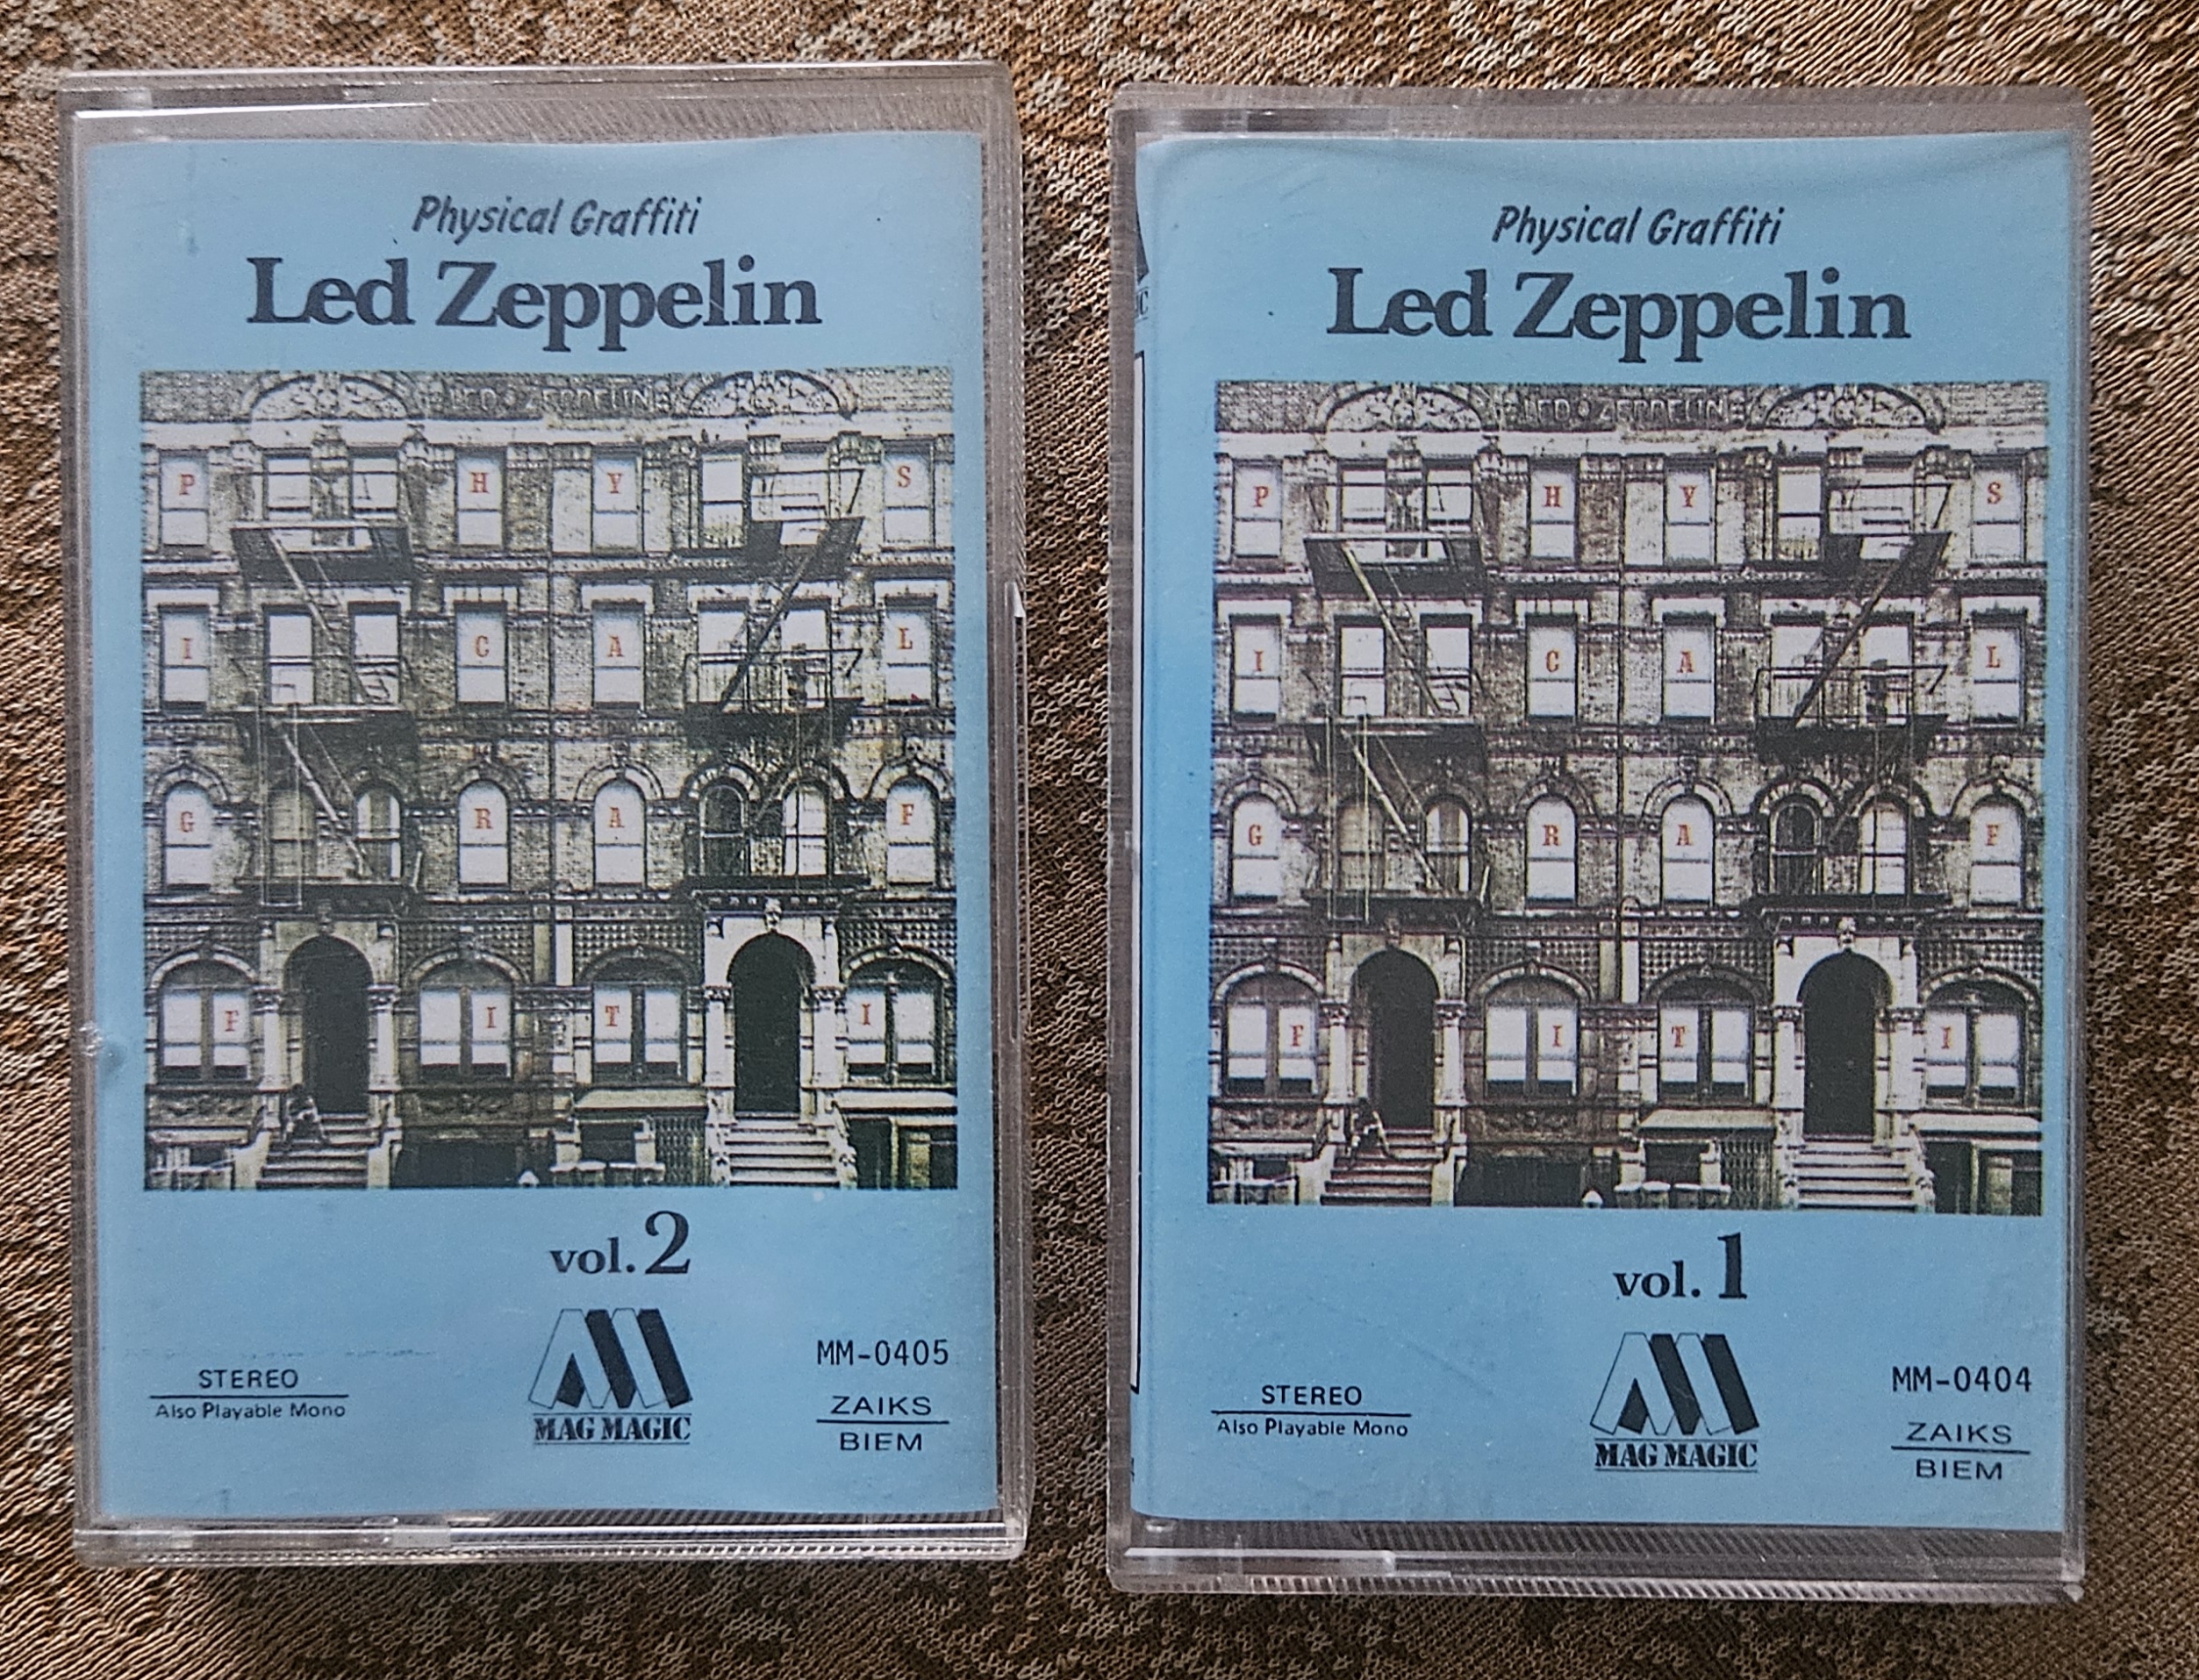 Physical Graffiti
Led Zeppelin
LED ZEPPELIN
P H Y S
I C A L
G R A F
F I T I
vol. 2
STEREO
Also Playable Mono
MAG MAGIC
MM-0405
ZAIKS
BIEM
Physical Graffiti
Led Zeppelin
LED ZEPPELIN
P H Y S
I C A L
G R A F
F I T I
vol. 1
STEREO
Also Playable Mono
MAG MAGIC
MM-0404
ZAIKS
BIEM